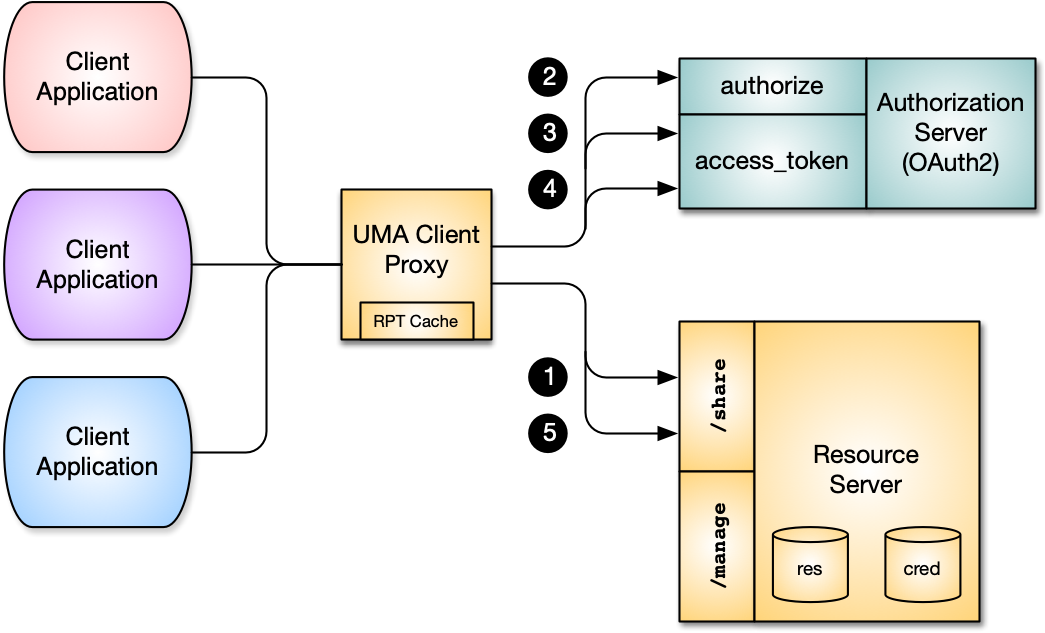 Client
Application
Client
Application
Client
Application
UMA Client
Proxy
RPT Cache
2
3
4
1
5
authorize
access_token
Authorization
Server
(OAuth2)
/share
/manage
Resource
Server
res
cred